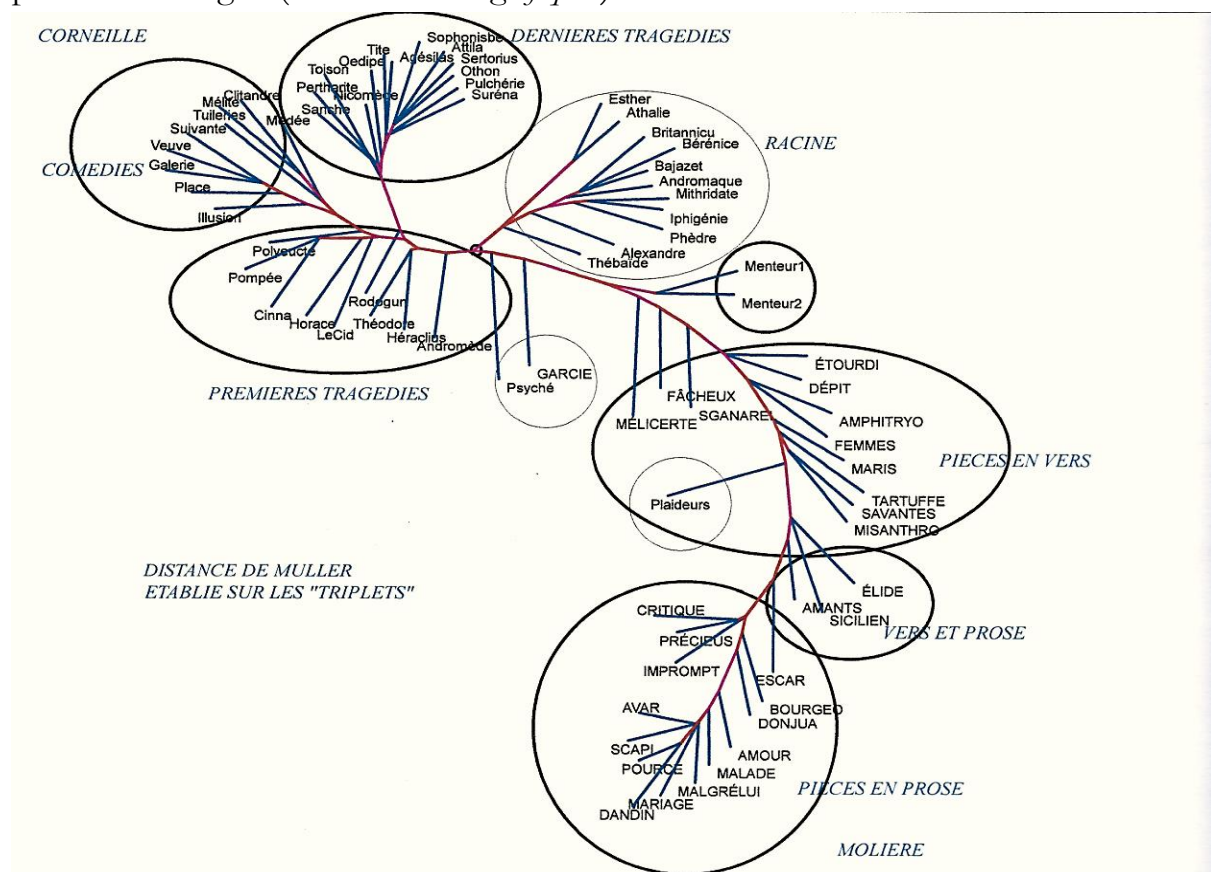 CORNEILLE
DERNIERES TRAGEDIES
Sophonisbe
Tite
Attila
Oedipe
Agésilas
Sertorius
Toison
Othon
Pertharite
Pulchérie
Nicomède
Suréna
Sanche
Clitandre
Mélite
Médée
Tuileries
Suivante
Veuve
COMEDIES
Galerie
Place
Illusion
Esther
Athalie
Britannicu
RACINE
Bérénice
Bajazet
Andromaque
Mithridate
Iphigénie
Phèdre
Alexandre
Thébaïde
Polyeucte
Pompée
Cinna
Rodogun
Horace
Théodore
LeCid
Héraclius
Andromède
PREMIERES TRAGEDIES
Menteur1
Menteur2
GARCIE
Psyché
ÉTOURDI
DÉPIT
FÂCHEUX
SGANAREL
MÉLICERTE
AMPHITRYO
FEMMES
MARIS
PIECES EN VERS
TARTUFFE
SAVANTES
MISANTHRO
Plaideurs
DISTANCE DE MULLER
ETABLIE SUR LES "TRIPLETS"
ÉLIDE
AMANTS
SICILIEN
VERS ET PROSE
CRITIQUE
PRÉCIEUS
IMPROMPT
ESCAR
AVAR
BOURGEO
DONJUA
SCAPI
AMOUR
POURCE
MALADE
MALGRÉLUI
PIECES EN PROSE
MARIAGE
DANDIN
MOLIERE